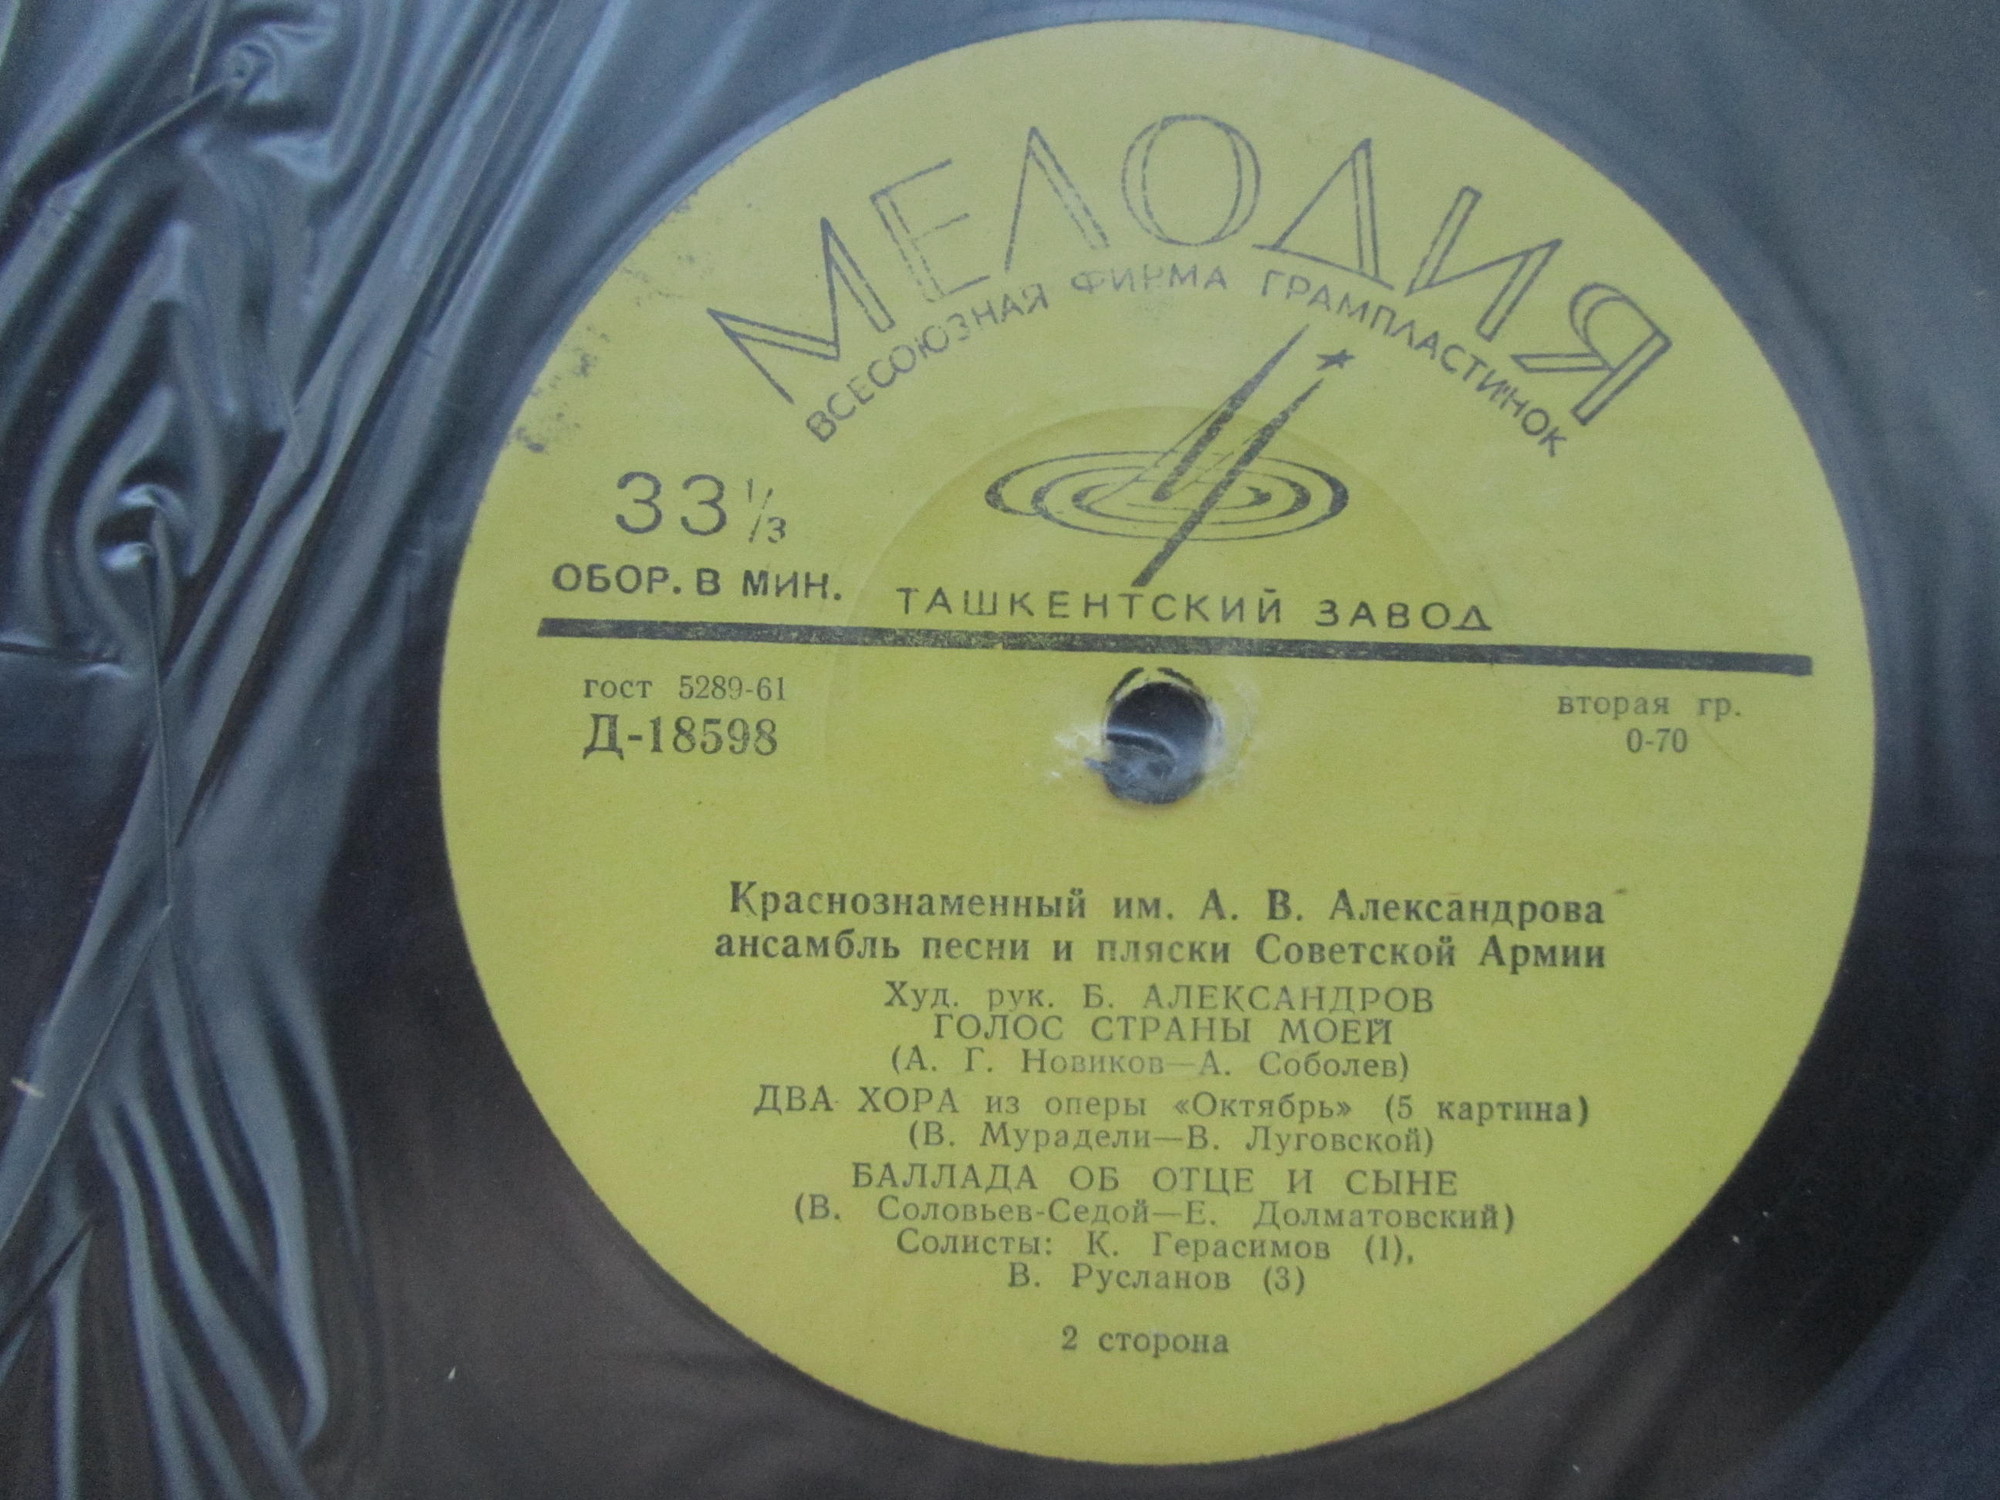 МЕЛОДИЯ
ВСЕСОЮЗНАЯ ФИРМА ГРАМПЛАСТИНОК
33 1/3
ОБОР. В МИН.
ТАШКЕНТСКИЙ ЗАВОД
гост 5289-61
Д-18598
вторая гр.
0-70
Краснознаменный им. А. В. Александрова
ансамбль песни и пляски Советской Армии
Худ. рук. Б. АЛЕКСАНДРОВ
ГОЛОС СТРАНЫ МОЕЙ
(А. Г. Новиков—А. Соболев)
ДВА ХОРА из оперы «Октябрь» (5 картина)
(В. Мурадели—В. Луговской)
БАЛЛАДА ОБ ОТЦЕ И СЫНЕ
(В. Соловьев-Седой—Е. Долматовский)
Солисты: К. Герасимов (1),
В. Русланов (3)
2 сторона